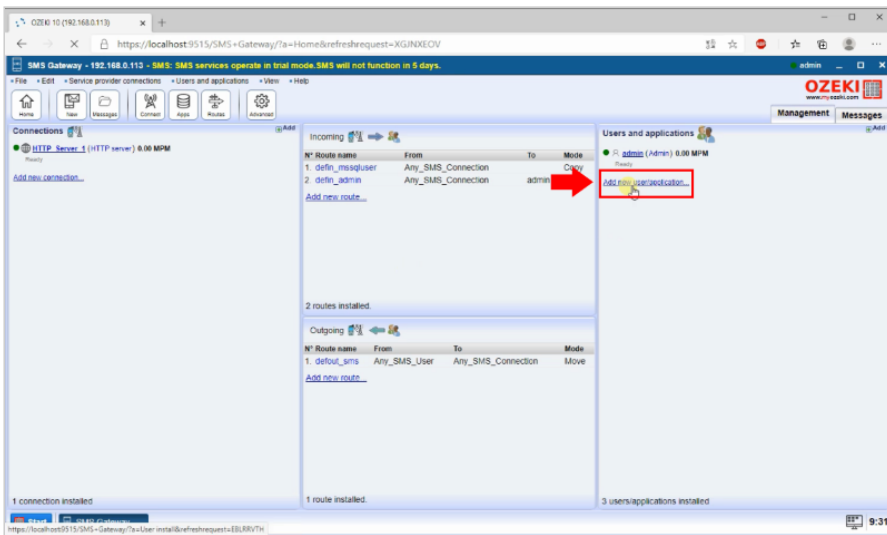 OZEKI 10 (192.168.0.113)
https://localhost:9515/SMS+Gateway/?a=Home&refreshrequest=XGJNXEOV
SMS Gateway - 192.168.0.113 - SMS: SMS services operate in trial mode.SMS will not function in 5 days.
admin
File Edit Service provider connections Users and applications View Help
OZEKI
www.myozeki.com
Home New Messages Connect Apps Routes Advanced
Management Messages
Connections
Add
HTTP_Server_1 (HTTP server) 0.00 MPM
Ready
Add new connection...
1 connection installed
Incoming
N° Route name From To Mode
1. defin_mssqluser Any_SMS_Connection Copy
2. defin_admin Any_SMS_Connection admin
Add new route...
2 routes installed.
Outgoing
N° Route name From To Mode
1. defout_sms Any_SMS_User Any_SMS_Connection Move
Add new route...
1 route installed.
Users and applications
Add
admin (Admin) 0.00 MPM
Ready
Add new user/application...
3 users/applications installed
Start SMS Gateway
https://localhost:9515/SMS+Gateway/?a=User install&refreshrequest=
9:31